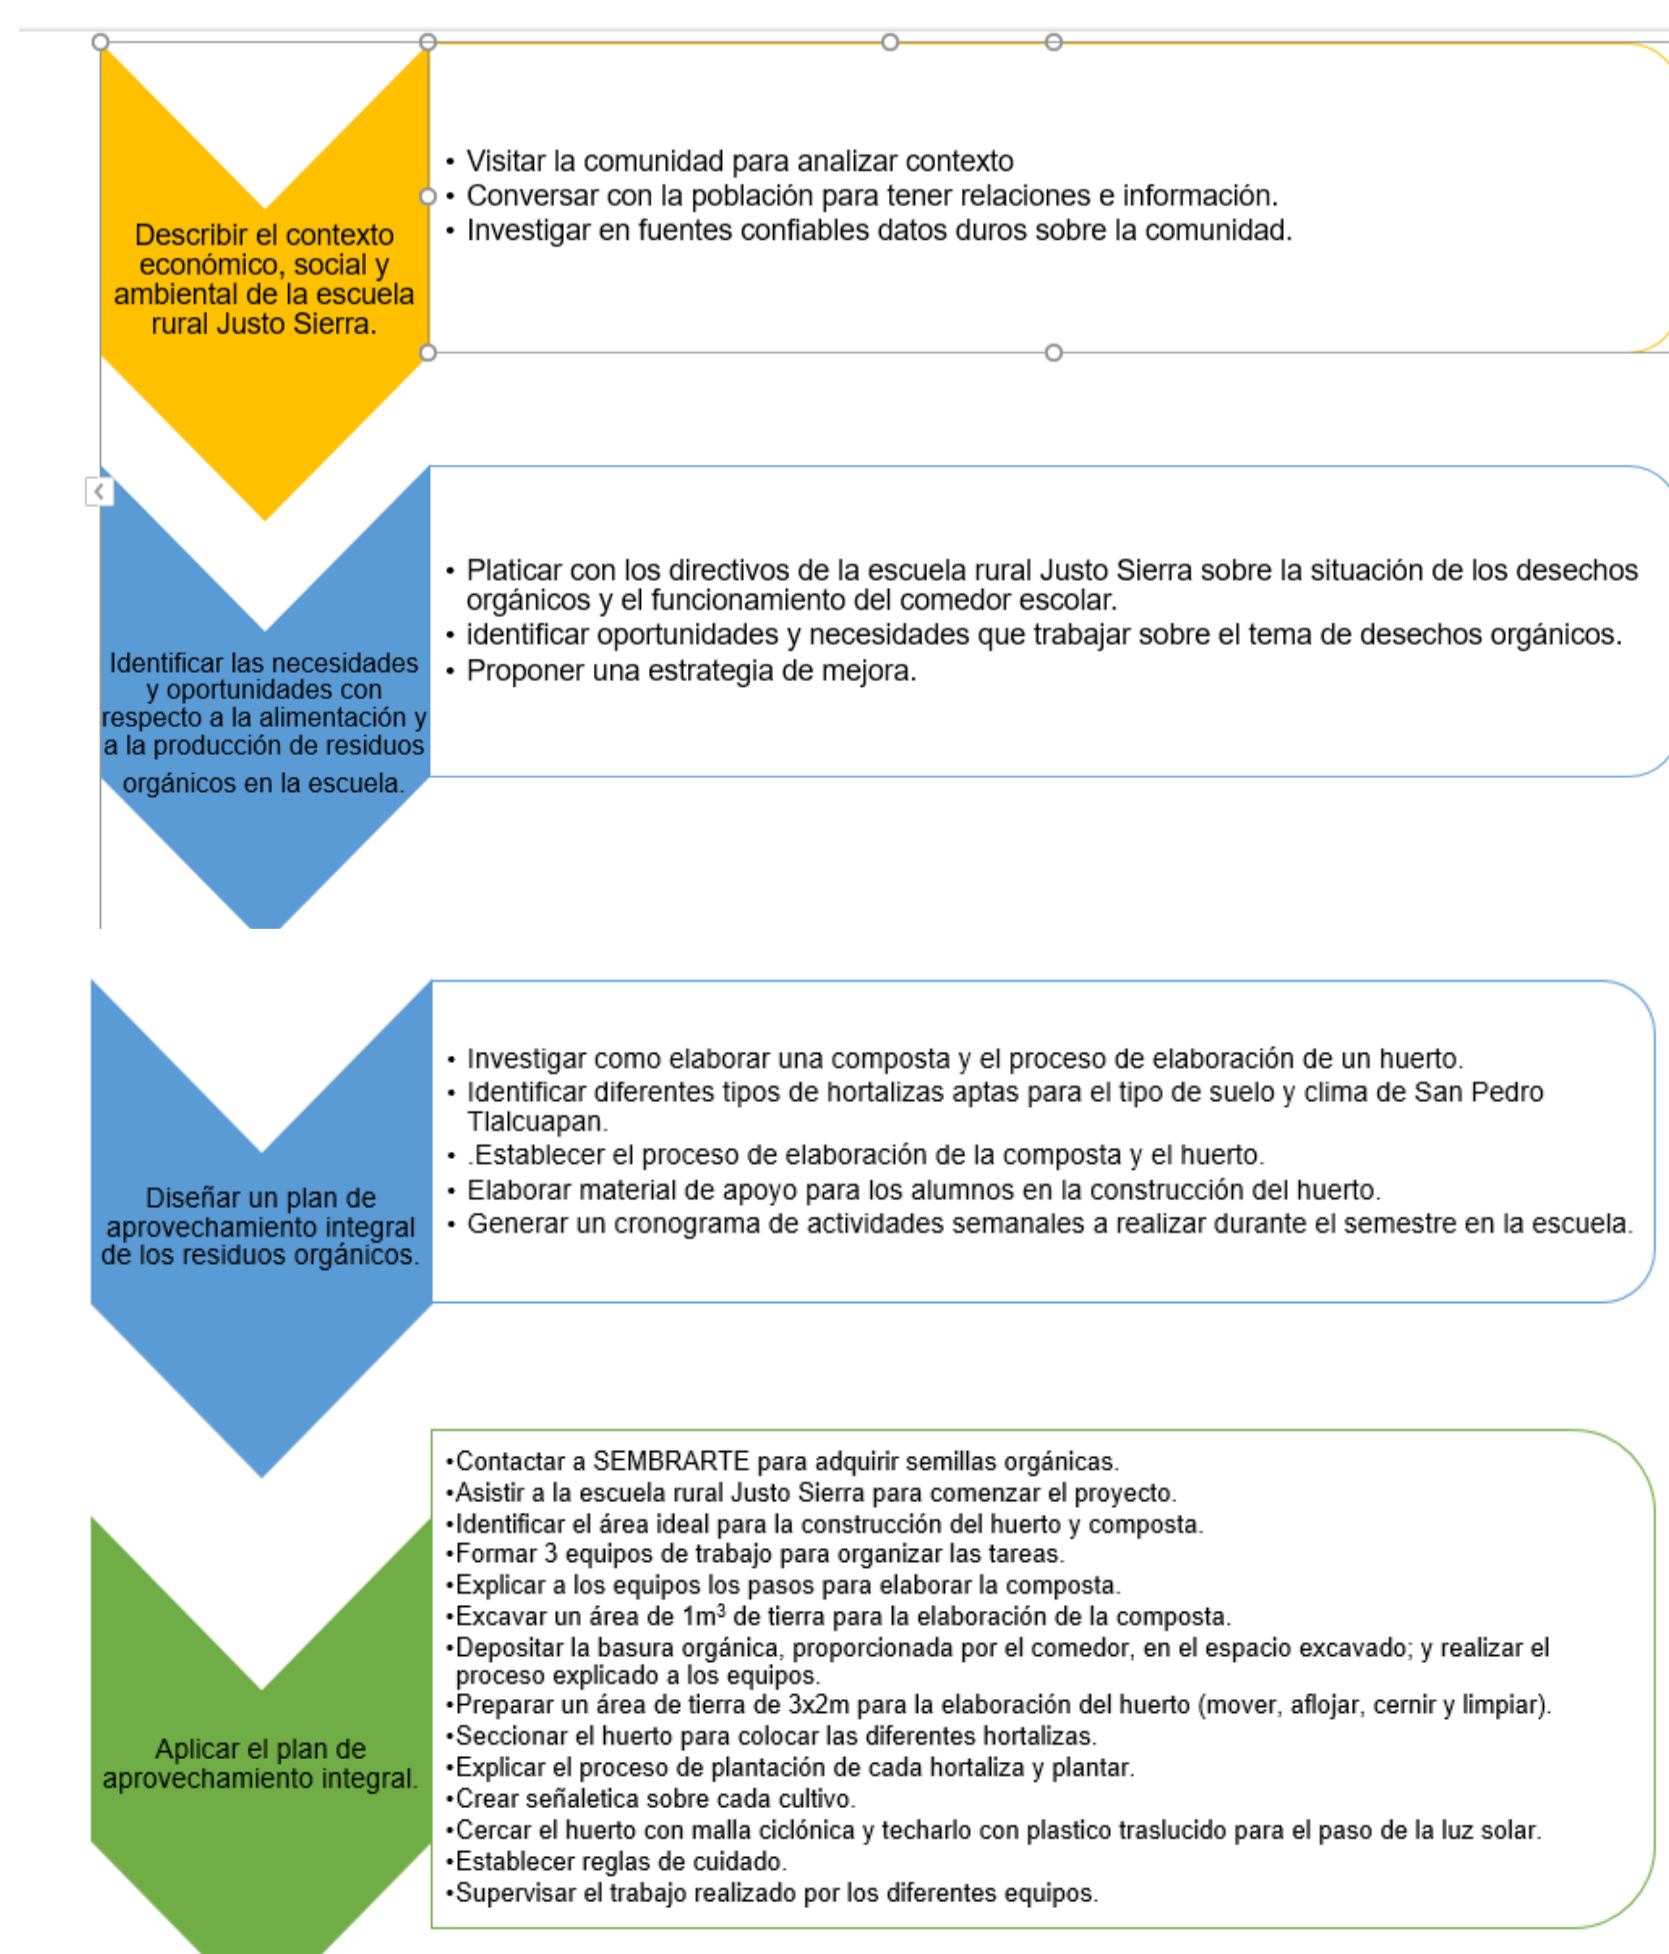 Describir el contexto
económico, social y
ambiental de la escuela
rural Justo Sierra.
• Visitar la comunidad para analizar contexto
• Conversar con la población para tener relaciones e información.
• Investigar en fuentes confiables datos duros sobre la comunidad.
Identificar las necesidades
y oportunidades con
respecto a la alimentación y
a la producción de residuos
orgánicos en la escuela.
• Platicar con los directivos de la escuela rural Justo Sierra sobre la situación de los desechos
orgánicos y el funcionamiento del comedor escolar.
• identificar oportunidades y necesidades que trabajar sobre el tema de desechos orgánicos.
• Proponer una estrategia de mejora.
Diseñar un plan de
aprovechamiento integral
de los residuos orgánicos.
• Investigar como elaborar una composta y el proceso de elaboración de un huerto.
• Identificar diferentes tipos de hortalizas aptas para el tipo de suelo y clima de San Pedro
Tlalcuapan.
• .Establecer el proceso de elaboración de la composta y el huerto.
• Elaborar material de apoyo para los alumnos en la construcción del huerto.
• Generar un cronograma de actividades semanales a realizar durante el semestre en la escuela.
Aplicar el plan de
aprovechamiento integral.
•Contactar a SEMBRARTE para adquirir semillas orgánicas.
•Asistir a la escuela rural Justo Sierra para comenzar el proyecto.
•Identificar el área ideal para la construcción del huerto y composta.
•Formar 3 equipos de trabajo para organizar las tareas.
•Explicar a los equipos los pasos para elaborar la composta.
•Excavar un área de 1m³ de tierra para la elaboración de la composta.
•Depositar la basura orgánica, proporcionada por el comedor, en el espacio excavado; y realizar el
proceso explicado a los equipos.
•Preparar un área de tierra de 3x2m para la elaboración del huerto (mover, aflojar, cernir y limpiar).
•Seccionar el huerto para colocar las diferentes hortalizas.
•Explicar el proceso de plantación de cada hortaliza y plantar.
•Crear señaletica sobre cada cultivo.
•Cercar el huerto con malla ciclónica y techarlo con plastico traslucido para el paso de la luz solar.
•Establecer reglas de cuidado.
•Supervisar el trabajo realizado por los diferentes equipos.